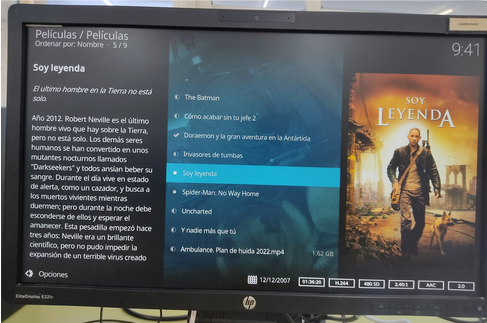 Películas / Películas
Ordenar por: Nombre · 5 / 9
9:41
Soy leyenda
El ultimo hombre en la Tierra no está
solo.
Año 2012. Robert Neville es el último
hombre vivo que hay sobre la Tierra,
pero no está solo. Los demás seres
humanos se han convertido en unos
mutantes nocturnos llamados
"Darkseekers" y todos ansían beber su
sangre. Durante el día vive en estado
de alerta, como un cazador, y busca a
los muertos vivientes mientras
duermen; pero durante la noche debe
esconderse de ellos y esperar el
amanecer. Esta pesadilla empezó hace
tres años: Neville era un brillante
científico, pero no pudo impedir la
expansión de un terrible virus creado
Opciones
The Batman
Cómo acabar sin tu jefe 2
Doraemon y la gran aventura en la Antártida
Invasores de tumbas
Soy leyenda
Spider-Man: No Way Home
Uncharted
Y nadie más que tú
Ambulance. Plan de huida 2022.mp4 1.62 GB
SOY
LEYENDA
12/12/2007
01:36:20 H.264 480 SD 2.40:1 AAC 2.0
EliteDisplay E221c
hp